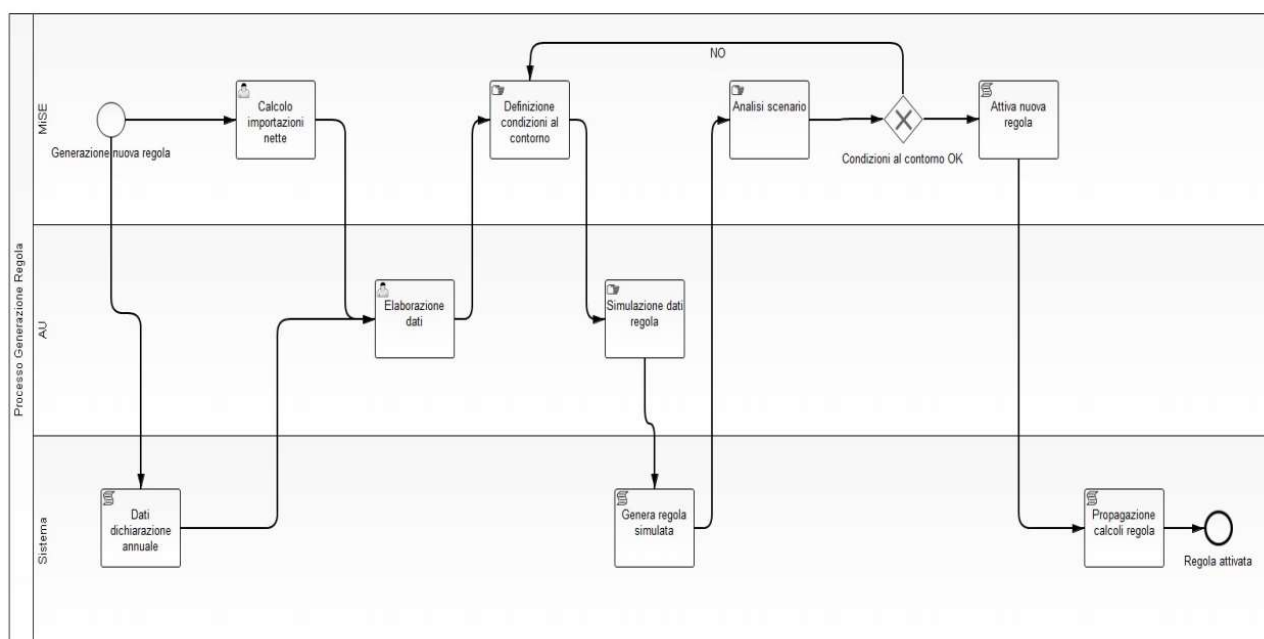 Processo Generazione Regola
MiSE
Generazione nuova regola
Calcolo
importazioni
nette
Definizione
condizioni al
contorno
NO
Analisi scenario
Condizioni al contorno OK
Attiva nuova
regola
AU
Elaborazione
dati
Simulazione dati
regola
Sistema
Dati
dichiarazione
annuale
Genera regola
simulata
Propagazione
calcoli regola
Regola attivata